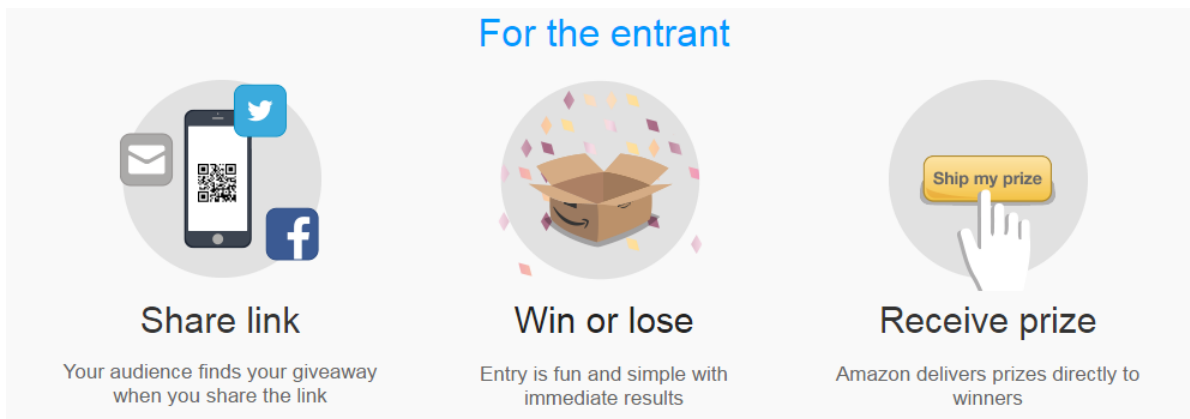 For the entrant
Ship my prize
Share link
Win or lose
Receive prize
Your audience finds your giveaway
when you share the link
Entry is fun and simple with
immediate results
Amazon delivers prizes directly to
winners